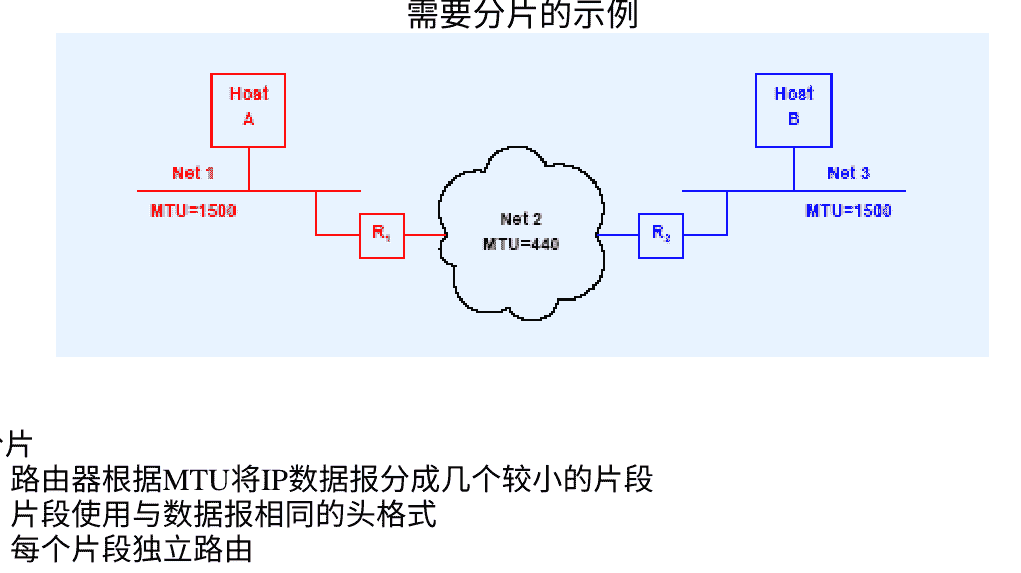 需要分片的示例
Host
A
Host
B
Net 1
Net 3
MTU=1500
MTU=1500
R1
Net 2
MTU=440
R2
片
路由器根据MTU将IP数据报分成几个较小的片段
片段使用与数据报相同的头格式
每个片段独立路由